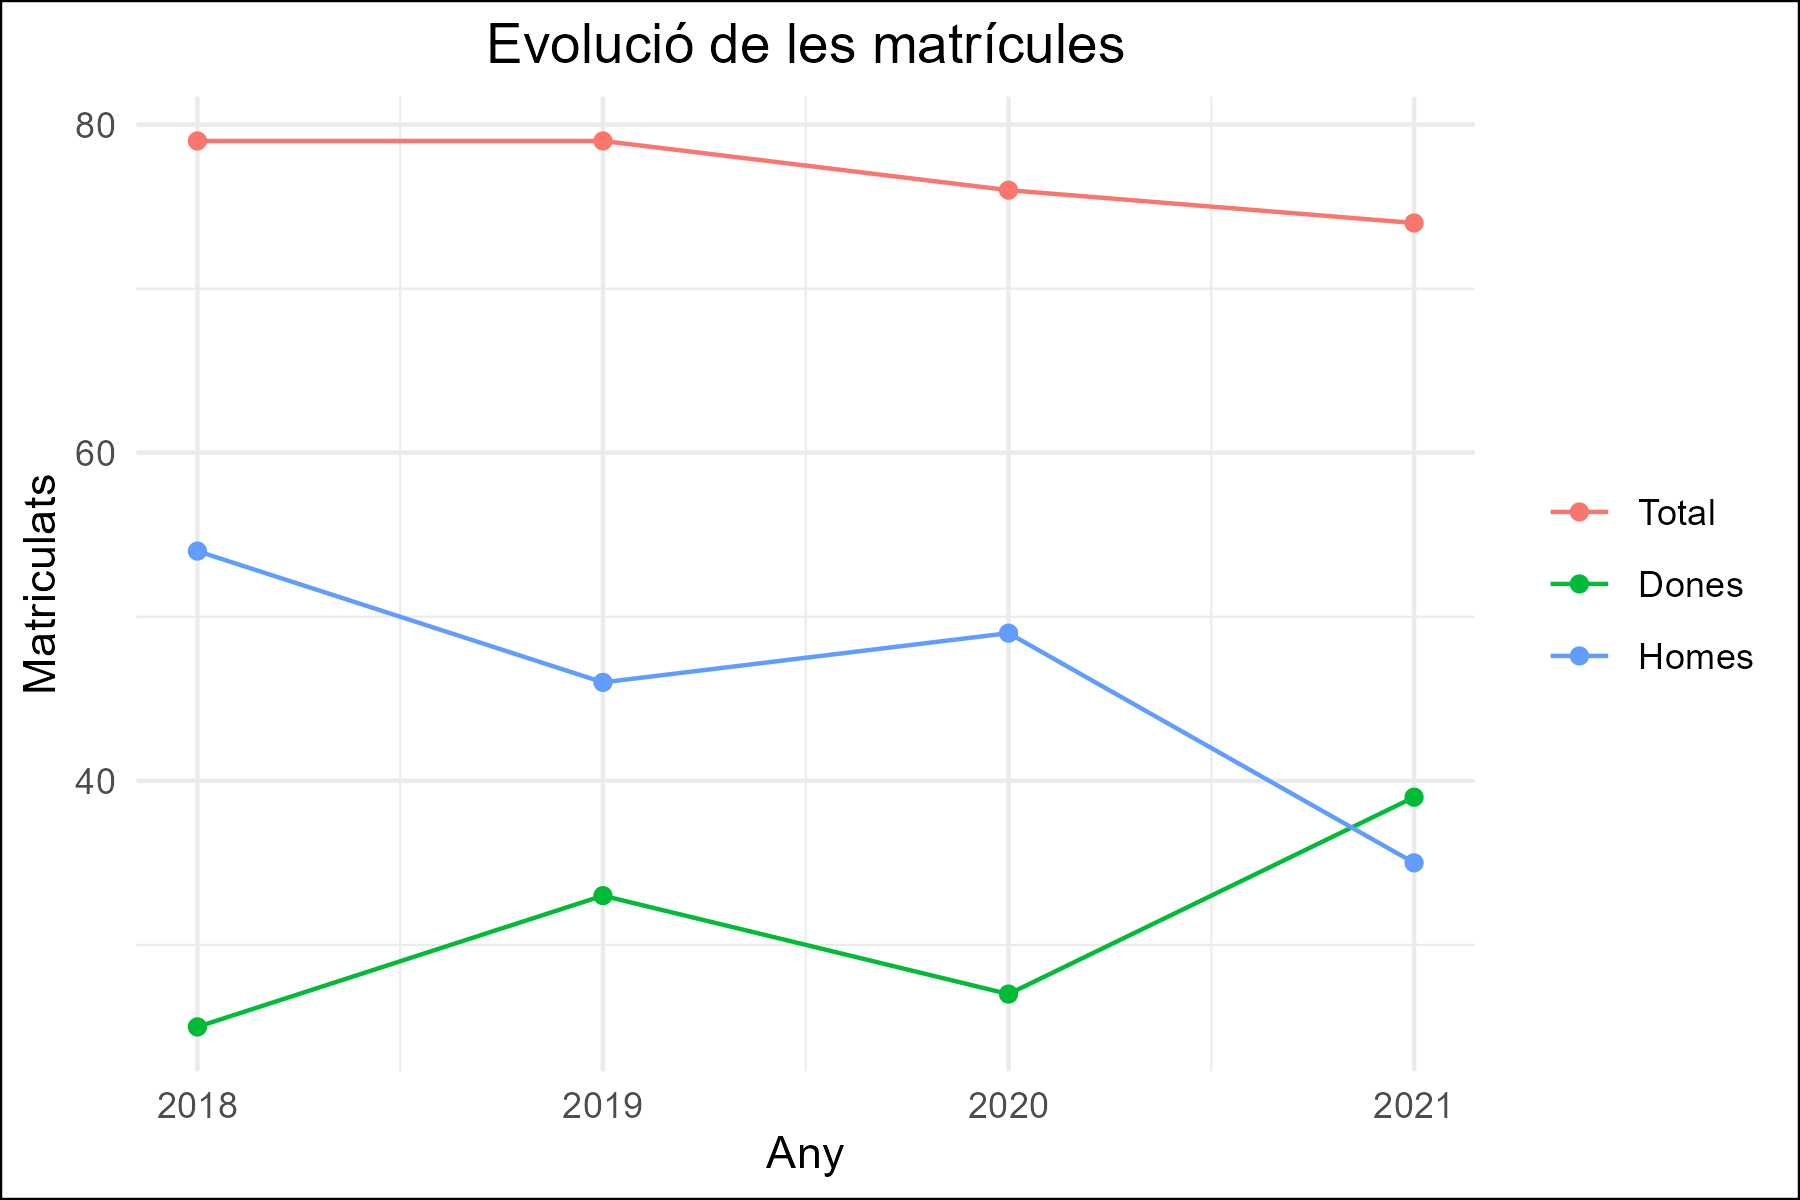 Evolució de les matrícules
80
60
40
Matriculats
2018
2019
2020
2021
Any
Total
Dones
Homes